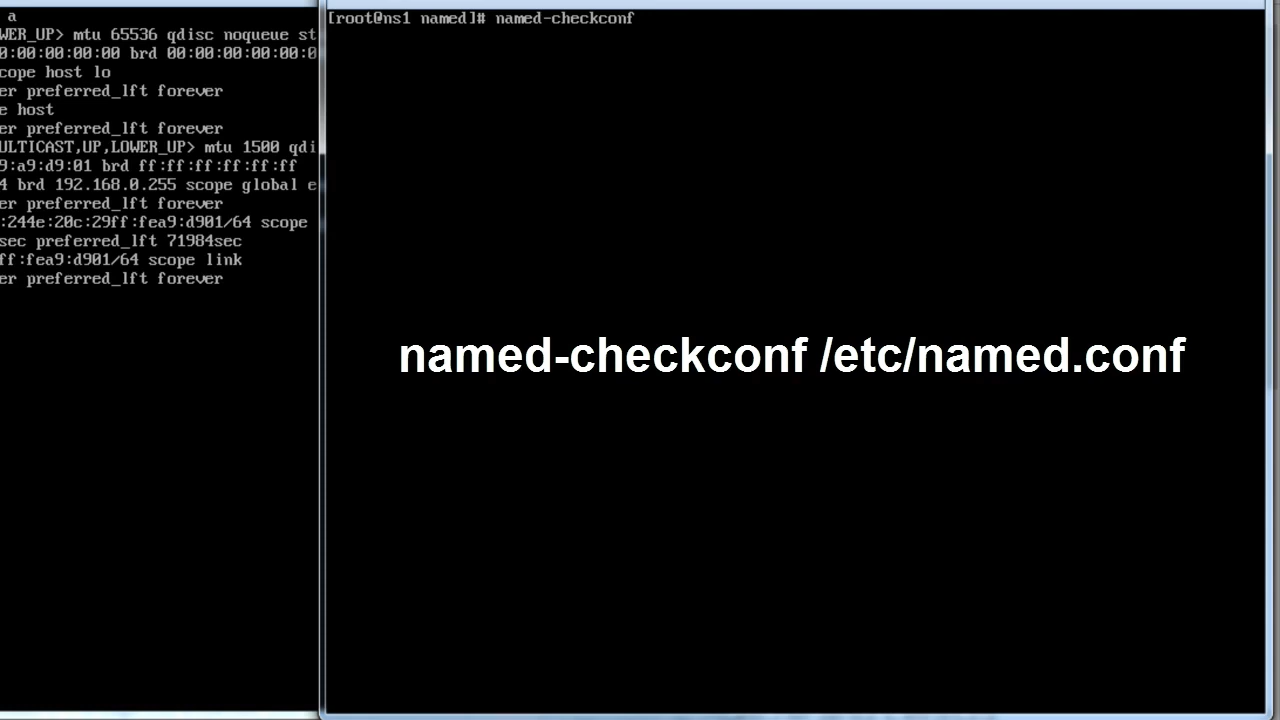 a
WER_UP> mtu 65536 qdisc noqueue st
0:00:00:00:00 brd 00:00:00:00:00:0
cope host lo
er preferred_lft forever
e host
er preferred_lft forever
ULTICAST,UP,LOWER_UP> mtu 1500 qdi
9:a9:d9:01 brd ff:ff:ff:ff:ff:ff
4 brd 192.168.0.255 scope global e
er preferred_lft forever
:244e:20c:29ff:fea9:d901/64 scope
sec preferred_lft 71984sec
ff:fea9:d901/64 scope link
er preferred_lft forever
[root@ns1 named]# named-checkconf
named-checkconf /etc/named.conf